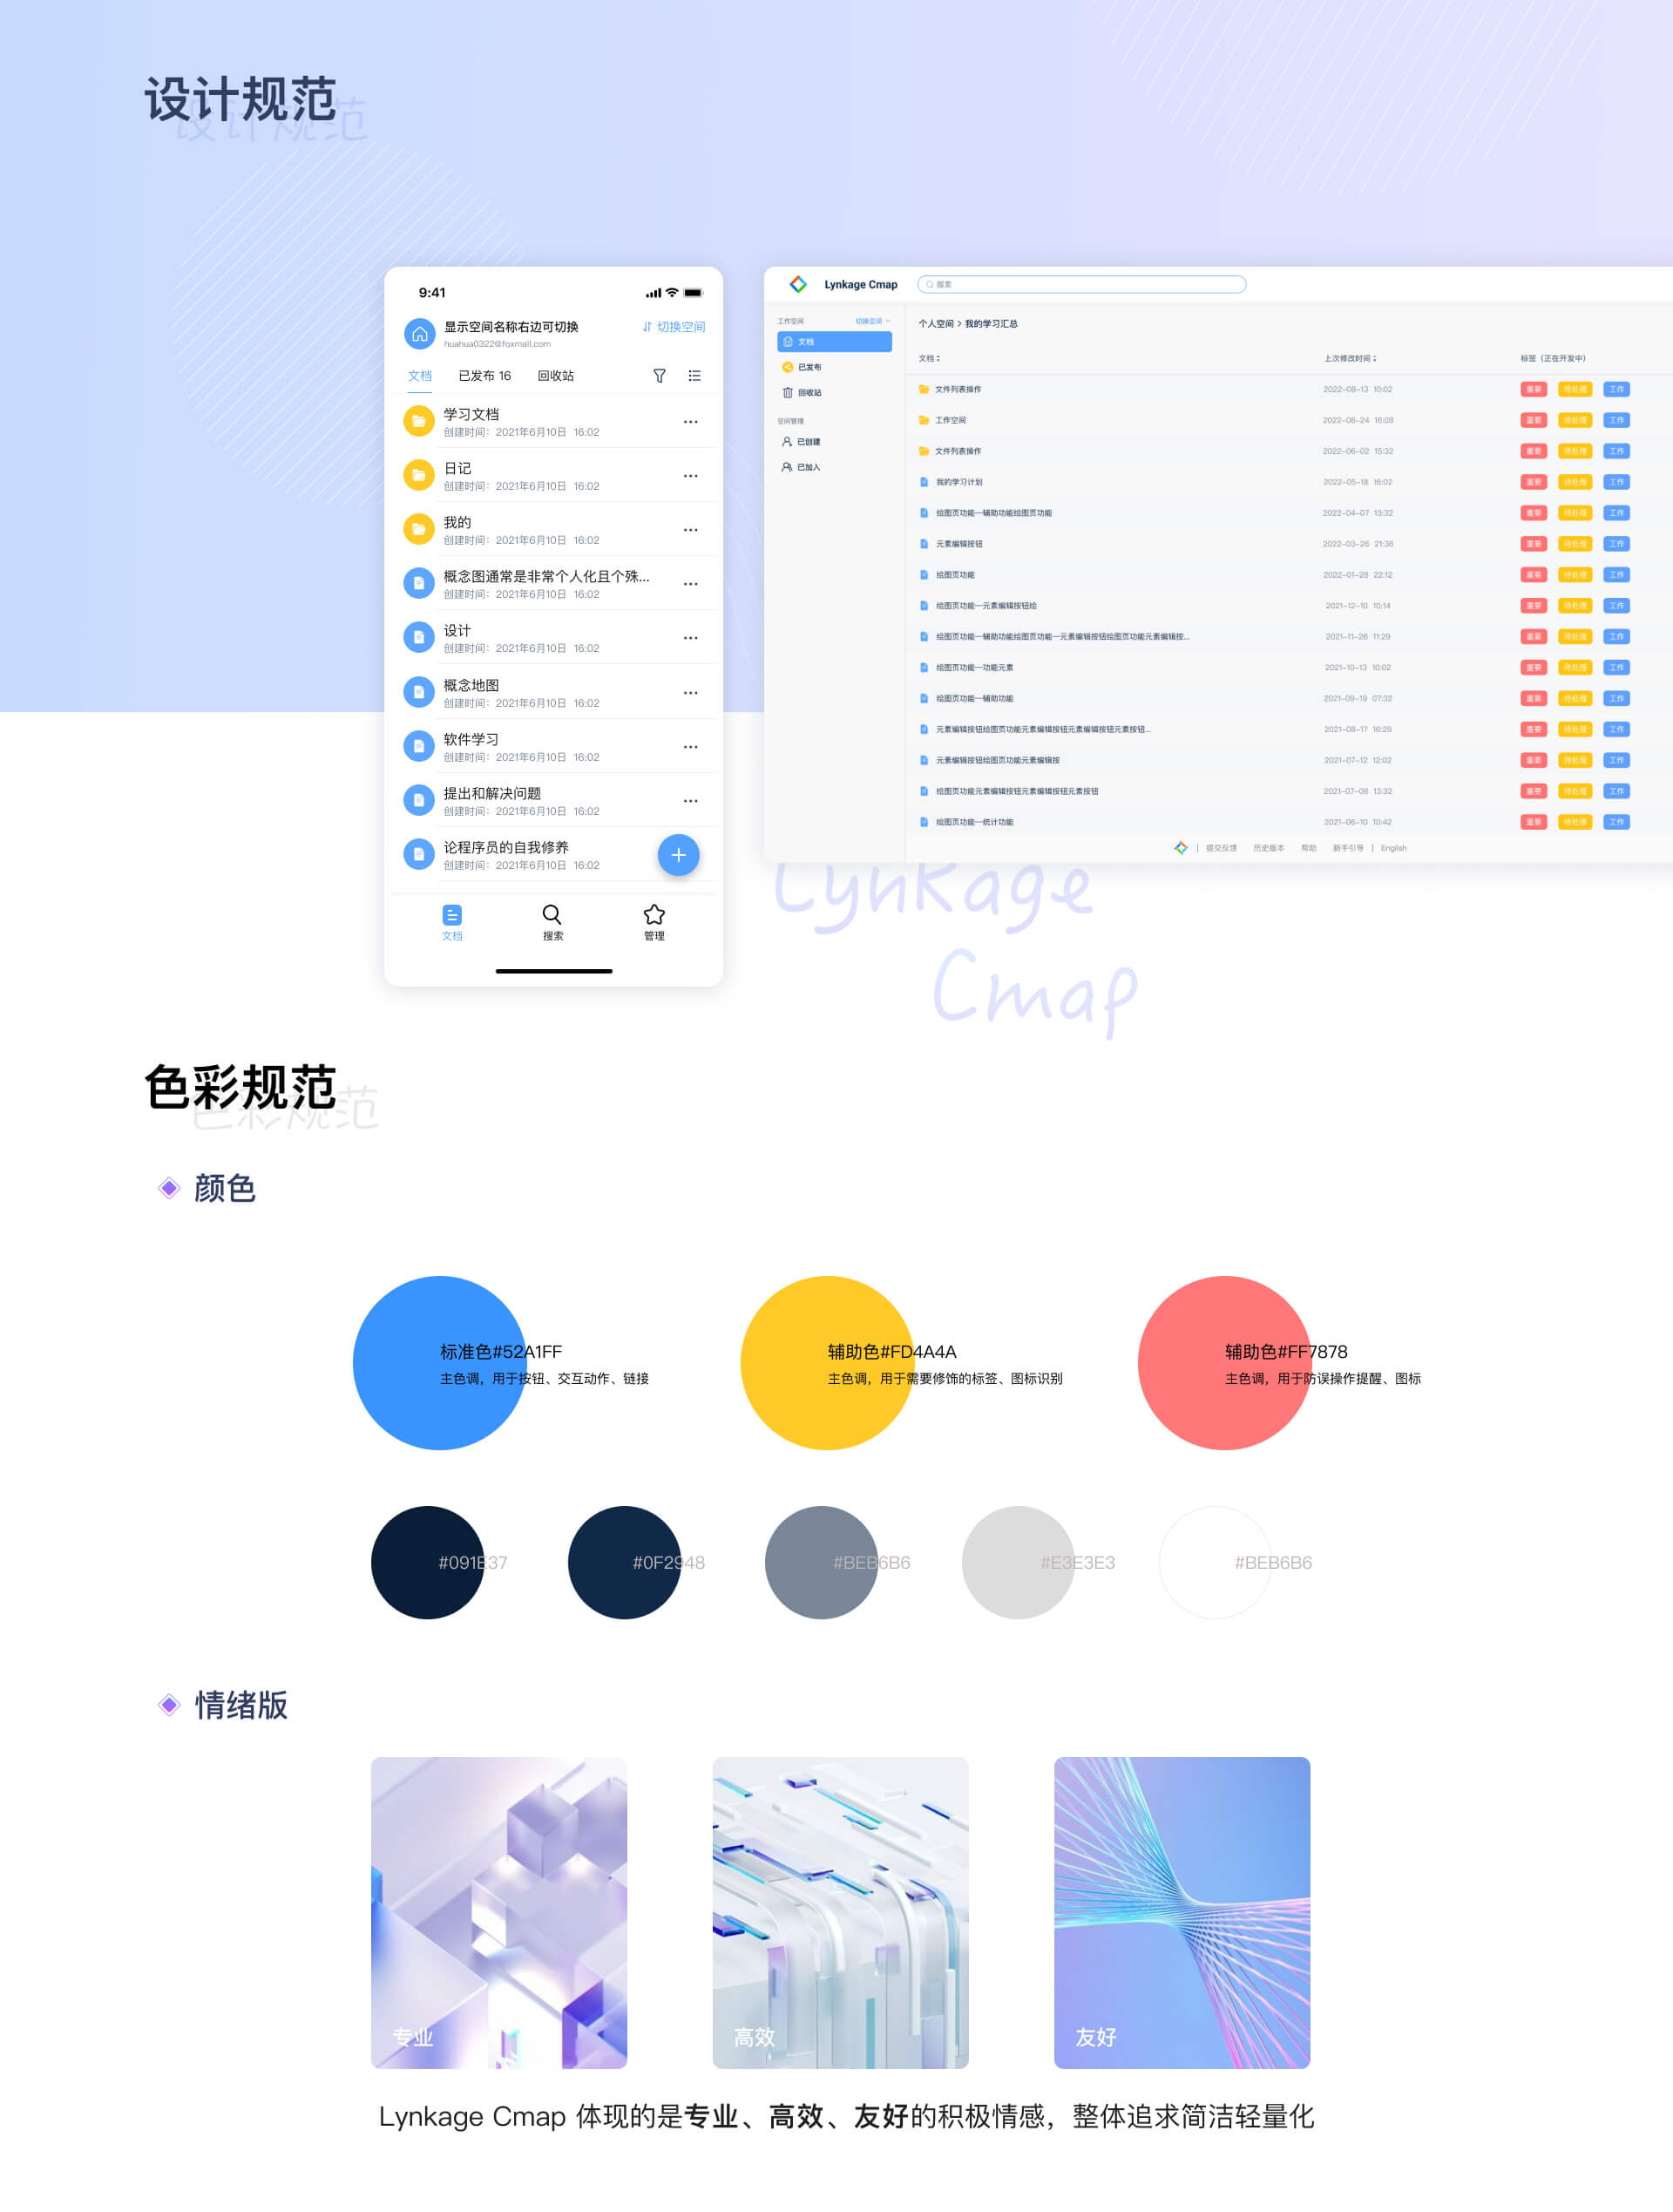 设计规范
设计规范
9:41
显示空间名称右边可切换
切换空间
huahua0322@foxmail.com
文档 已发布 16 回收站
学习文档
创建时间：2021年6月10日 16:02
日记
创建时间：2021年6月10日 16:02
我的
创建时间：2021年6月10日 16:02
概念图通常是非常个人化且个殊...
创建时间：2021年6月10日 16:02
设计
创建时间：2021年6月10日 16:02
概念地图
创建时间：2021年6月10日 16:02
软件学习
创建时间：2021年6月10日 16:02
提出和解决问题
创建时间：2021年6月10日 16:02
论程序员的自我修养
创建时间：2021年6月10日 16:02
文档 搜索 管理
Lynkage Cmap
搜索
工作空间 切换空间
文档
已发布
回收站
空间管理
已创建
已加入
个人空间 > 我的学习汇总
文档 上次修改时间 标签（正在开发中）
文件列表操作 2022-08-13 10:02 重要 待处理 工作
工作空间 2022-08-24 16:08 重要 待处理 工作
文件列表操作 2022-06-02 15:32 重要 待处理 工作
我的学习计划 2022-05-18 16:02 重要 待处理 工作
绘图页功能—辅助功能绘图页功能 2022-04-07 13:32 重要 待处理 工作
元素编辑按钮 2022-03-26 21:36 重要 待处理 工作
绘图页功能 2022-01-28 22:12 重要 待处理 工作
绘图页功能—元素编辑按钮绘 2021-12-10 10:14 重要 待处理 工作
绘图页功能—辅助功能绘图页功能—元素编辑按钮绘图页功能元素编辑按... 2021-11-26 11:29 重要 待处理 工作
绘图页功能—功能元素 2021-10-13 10:02 重要 待处理 工作
绘图页功能—辅助功能 2021-09-19 07:32 重要 待处理 工作
元素编辑按钮绘图页功能元素编辑按钮元素编辑按钮元素按钮... 2021-08-17 16:29 重要 待处理 工作
元素编辑按钮绘图页功能元素编辑按 2021-07-12 12:02 重要 待处理 工作
绘图页功能元素编辑按钮元素编辑按钮元素按钮 2021-07-08 13:32 重要 待处理 工作
绘图页功能—统计功能 2021-06-10 10:42 重要 待处理 工作
| 提交反馈 历史版本 帮助 新手引导 | English
Lynkage
Cmap
色彩规范
色彩规范
颜色
标准色#52A1FF
主色调，用于按钮、交互动作、链接
辅助色#FD4A4A
主色调，用于需要修饰的标签、图标识别
辅助色#FF7878
主色调，用于防误操作提醒、图标
#091E37 #0F2948 #BEB6B6 #E3E3E3 #BEB6B6
情绪版
专业 高效 友好
Lynkage Cmap 体现的是专业、高效、友好的积极情感，整体追求简洁轻量化